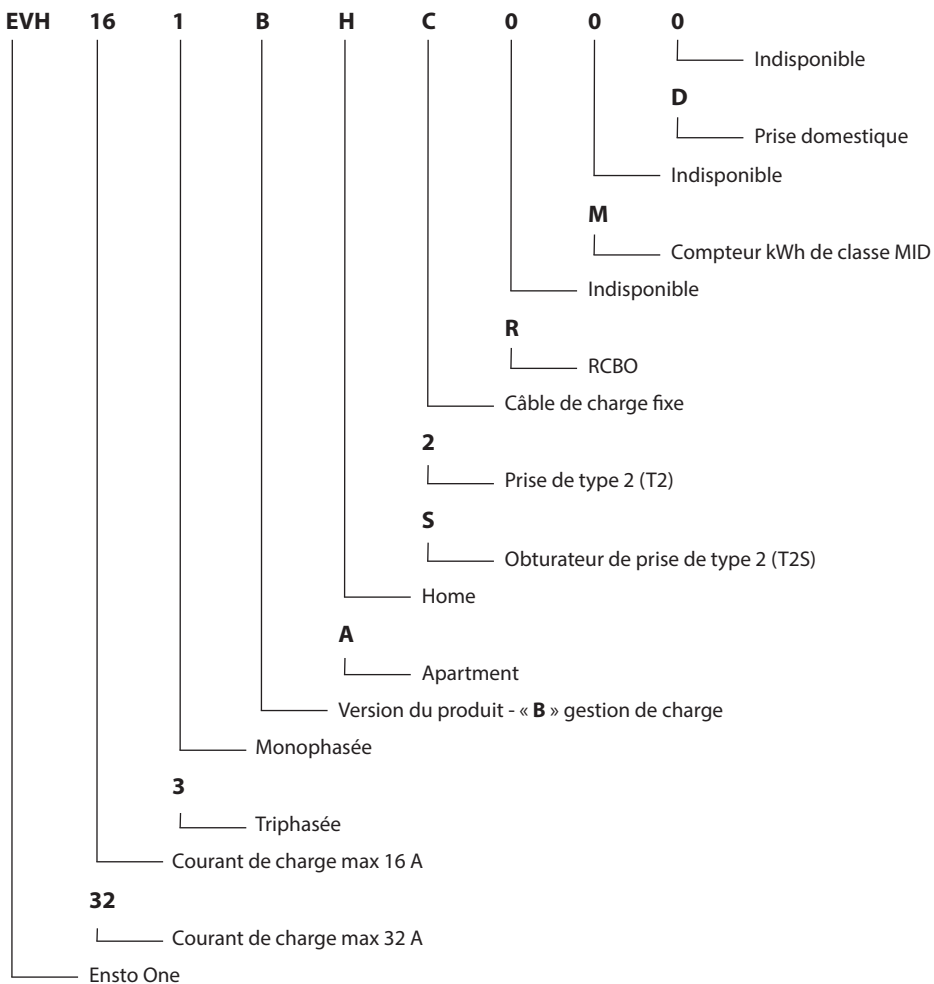 EVH 16 1 B H C 0 0 0
Indisponible
D
Prise domestique
Indisponible
M
Compteur kWh de classe MID
Indisponible
R
RCBO
Câble de charge fixe
2
Prise de type 2 (T2)
S
Obturateur de prise de type 2 (T2S)
Home
A
Apartment
Version du produit - « B » gestion de charge
Monophasée
3
Triphasée
Courant de charge max 16 A
32
Courant de charge max 32 A
Ensto One